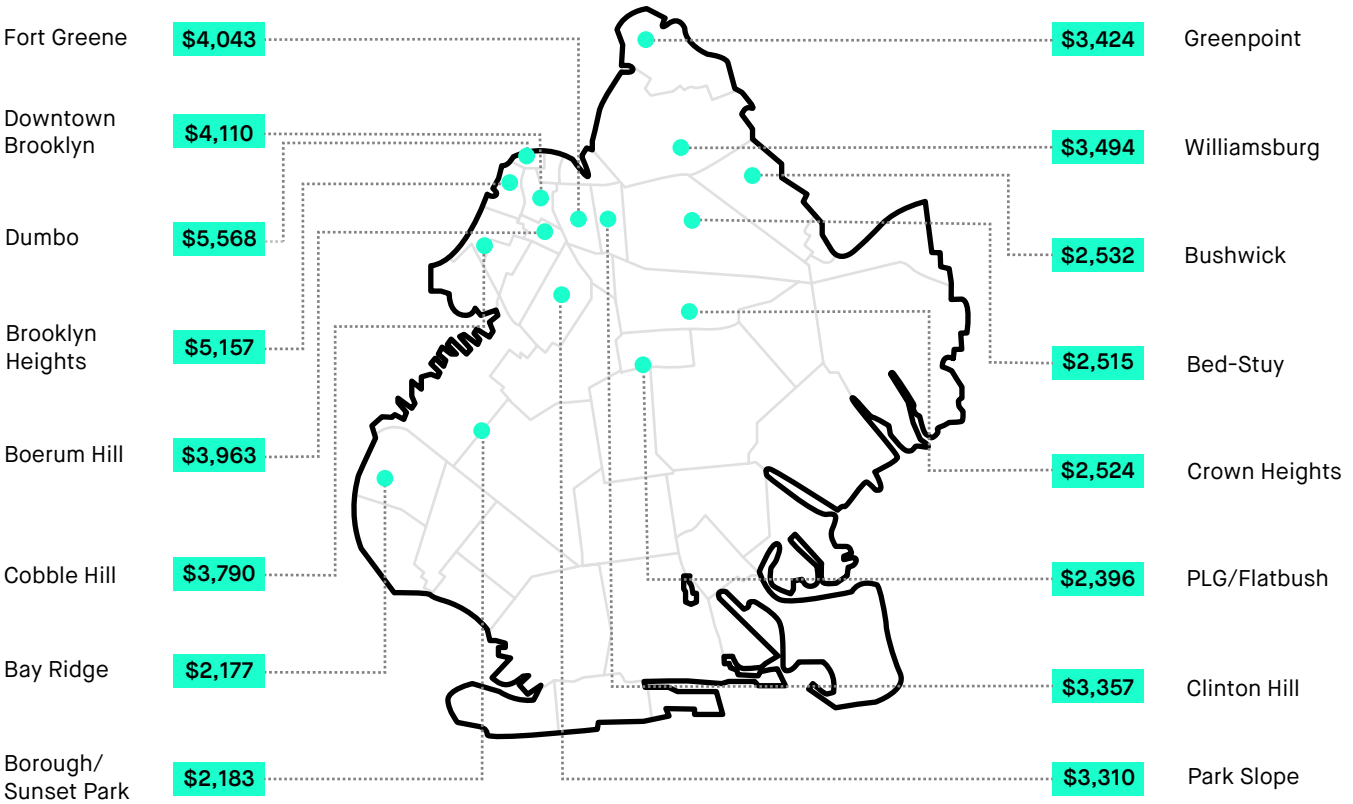 Fort Greene
$4,043
Downtown
Brooklyn
$4,110
Dumbo
$5,568
Brooklyn
Heights
$5,157
Boerum Hill
$3,963
Cobble Hill
$3,790
Bay Ridge
$2,177
Borough/
Sunset Park
$2,183
$3,424
Greenpoint
$3,494
Williamsburg
$2,532
Bushwick
$2,515
Bed-Stuy
$2,524
Crown Heights
$2,396
PLG/Flatbush
$3,357
Clinton Hill
$3,310
Park Slope